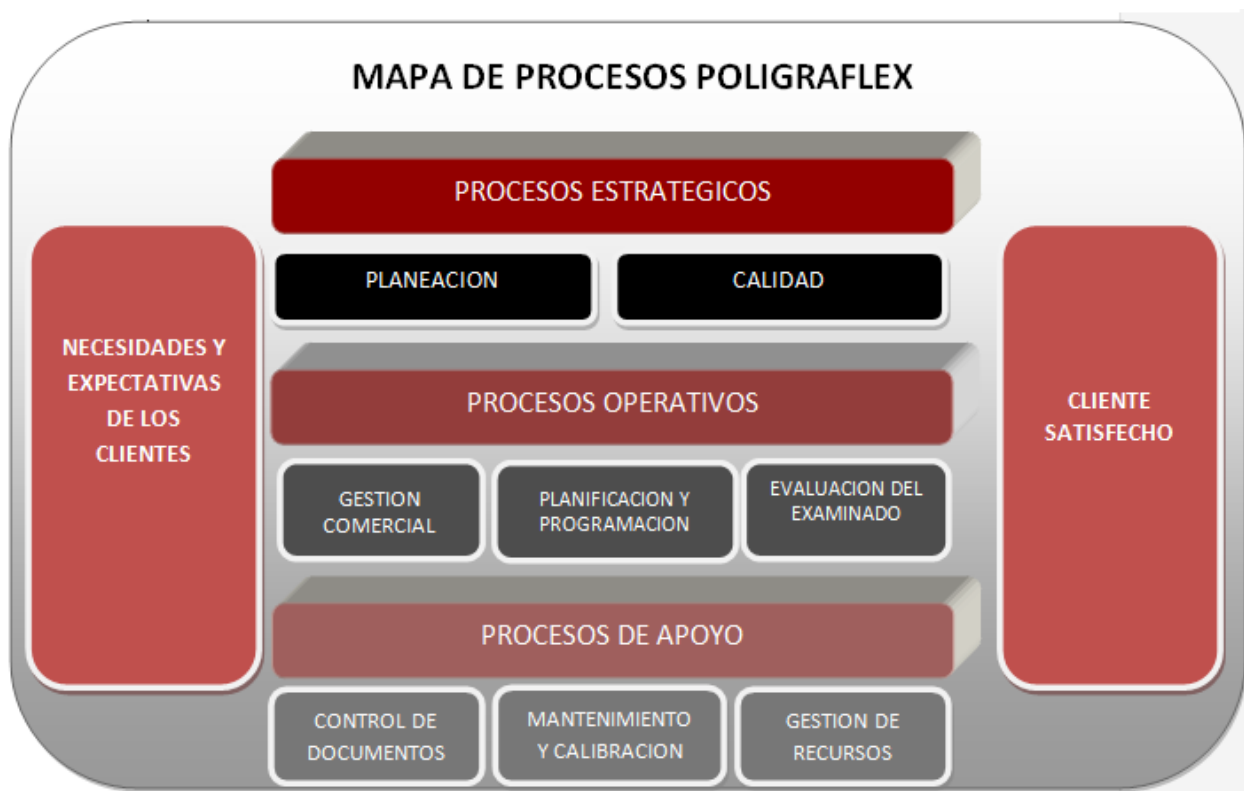 MAPA DE PROCESOS POLIGRAFLEX
PROCESOS ESTRATEGICOS
PLANEACION
CALIDAD
NECESIDADES Y
EXPECTATIVAS
DE LOS
CLIENTES
PROCESOS OPERATIVOS
CLIENTE
SATISFECHO
GESTION
COMERCIAL
PLANIFICACION Y
PROGRAMACION
EVALUACION DEL
EXAMINADO
PROCESOS DE APOYO
CONTROL DE
DOCUMENTOS
MANTENIMIENTO
Y CALIBRACION
GESTION DE
RECURSOS